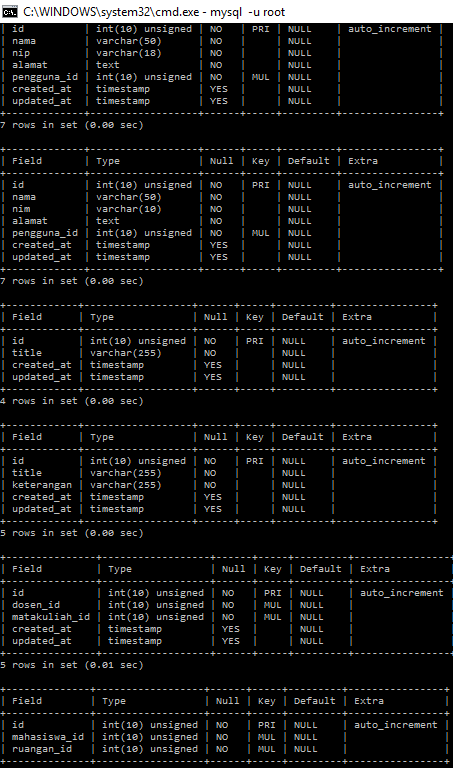 C:\WINDOWS\system32\cmd.exe - mysql -u root
| id | int(10) unsigned | NO | PRI | NULL | auto_increment |
| nama | varchar(50) | NO | | NULL | |
| nip | varchar(18) | NO | | NULL | |
| alamat | text | NO | | NULL | |
| pengguna_id | int(10) unsigned | NO | MUL | NULL | |
| created_at | timestamp | YES | | NULL | |
| updated_at | timestamp | YES | | NULL | |
7 rows in set (0.00 sec)
| Field | Type | Null | Key | Default | Extra |
| id | int(10) unsigned | NO | PRI | NULL | auto_increment |
| nama | varchar(50) | NO | | NULL | |
| nim | varchar(10) | NO | | NULL | |
| alamat | text | NO | | NULL | |
| pengguna_id | int(10) unsigned | NO | MUL | NULL | |
| created_at | timestamp | YES | | NULL | |
| updated_at | timestamp | YES | | NULL | |
7 rows in set (0.00 sec)
| Field | Type | Null | Key | Default | Extra |
| id | int(10) unsigned | NO | PRI | NULL | auto_increment |
| title | varchar(255) | NO | | NULL | |
| created_at | timestamp | YES | | NULL | |
| updated_at | timestamp | YES | | NULL | |
4 rows in set (0.00 sec)
| Field | Type | Null | Key | Default | Extra |
| id | int(10) unsigned | NO | PRI | NULL | auto_increment |
| title | varchar(255) | NO | | NULL | |
| keterangan | varchar(255) | NO | | NULL | |
| created_at | timestamp | YES | | NULL | |
| updated_at | timestamp | YES | | NULL | |
5 rows in set (0.00 sec)
| Field | Type | Null | Key | Default | Extra |
| id | int(10) unsigned | NO | PRI | NULL | auto_increment |
| dosen_id | int(10) unsigned | NO | MUL | NULL | |
| matakuliah_id | int(10) unsigned | NO | MUL | NULL | |
| created_at | timestamp | YES | | NULL | |
| updated_at | timestamp | YES | | NULL | |
5 rows in set (0.01 sec)
| Field | Type | Null | Key | Default | Extra |
| id | int(10) unsigned | NO | PRI | NULL | auto_increment |
| mahasiswa_id | int(10) unsigned | NO | MUL | NULL | |
| ruangan_id | int(10) unsigned | NO | MUL | NULL | |